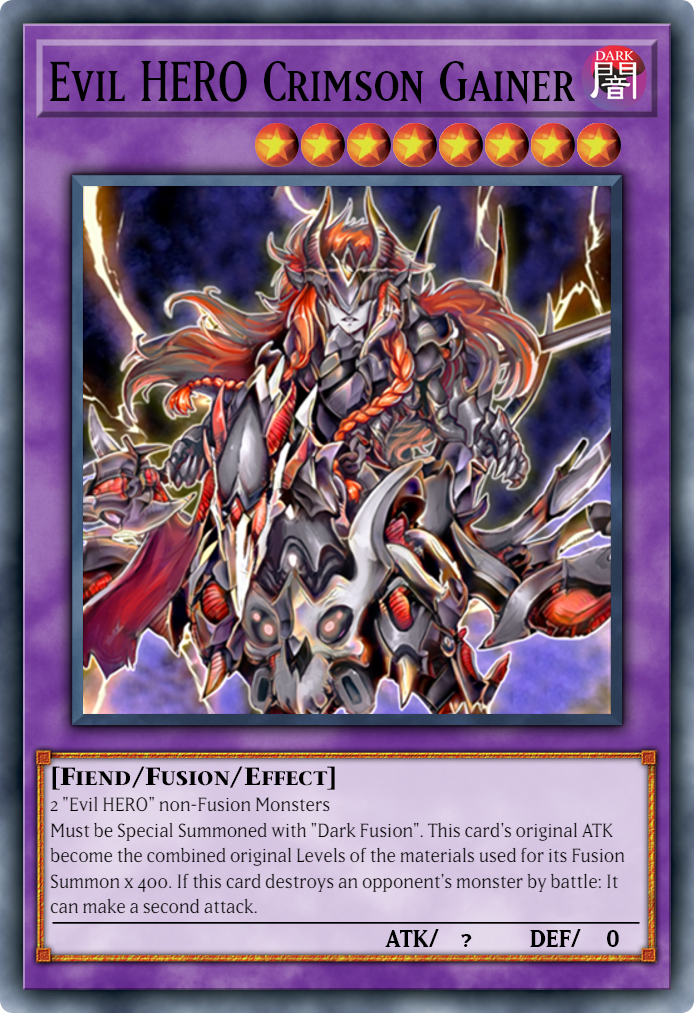 Evil HERO Crimson Gainer
DARK
闇
[Fiend/Fusion/Effect]
2 "Evil HERO" non-Fusion Monsters
Must be Special Summoned with "Dark Fusion". This card's original ATK
become the combined original Levels of the materials used for its Fusion
Summon x 400. If this card destroys an opponent's monster by battle: It
can make a second attack.
ATK/ ? DEF/ 0